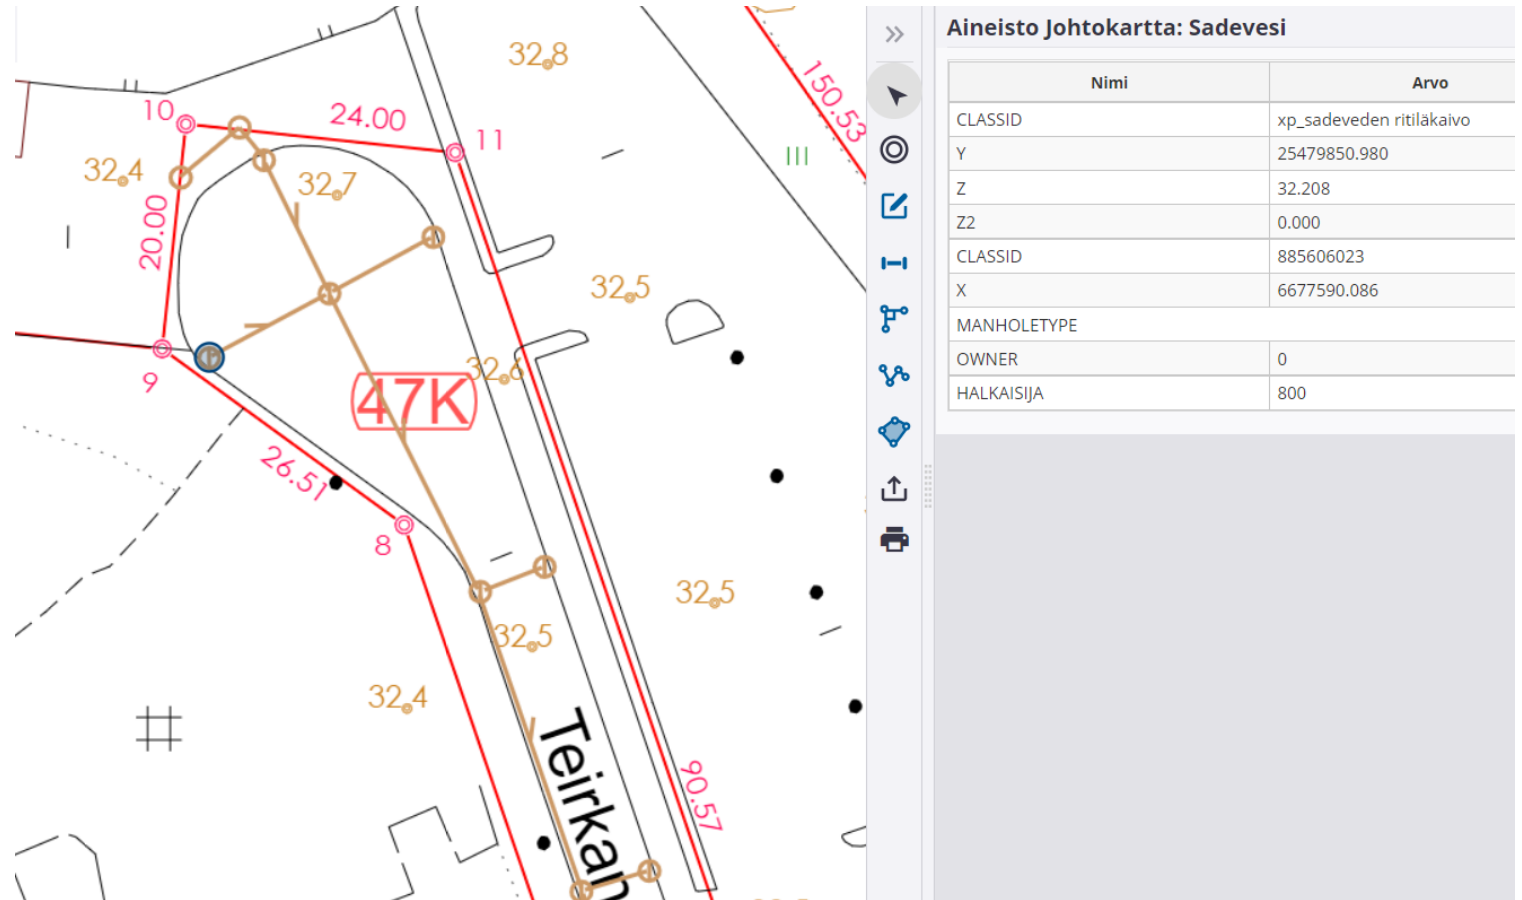 Aineisto Johtokartta: Sadevesi
Nimi Arvo
CLASSID xp_sadeveden ritiläkaivo
Y 25479850.980
Z 32.208
Z2 0.000
CLASSID 885606023
X 6677590.086
MANHOLETYPE
OWNER 0
HALKAISIJA 800
32.8
150.53
10
24.00
11
32.4
32.7
20.00
32.5
9
32.6
47K
26.51
8
32.5
32.5
32.4
Teirkan
90.57